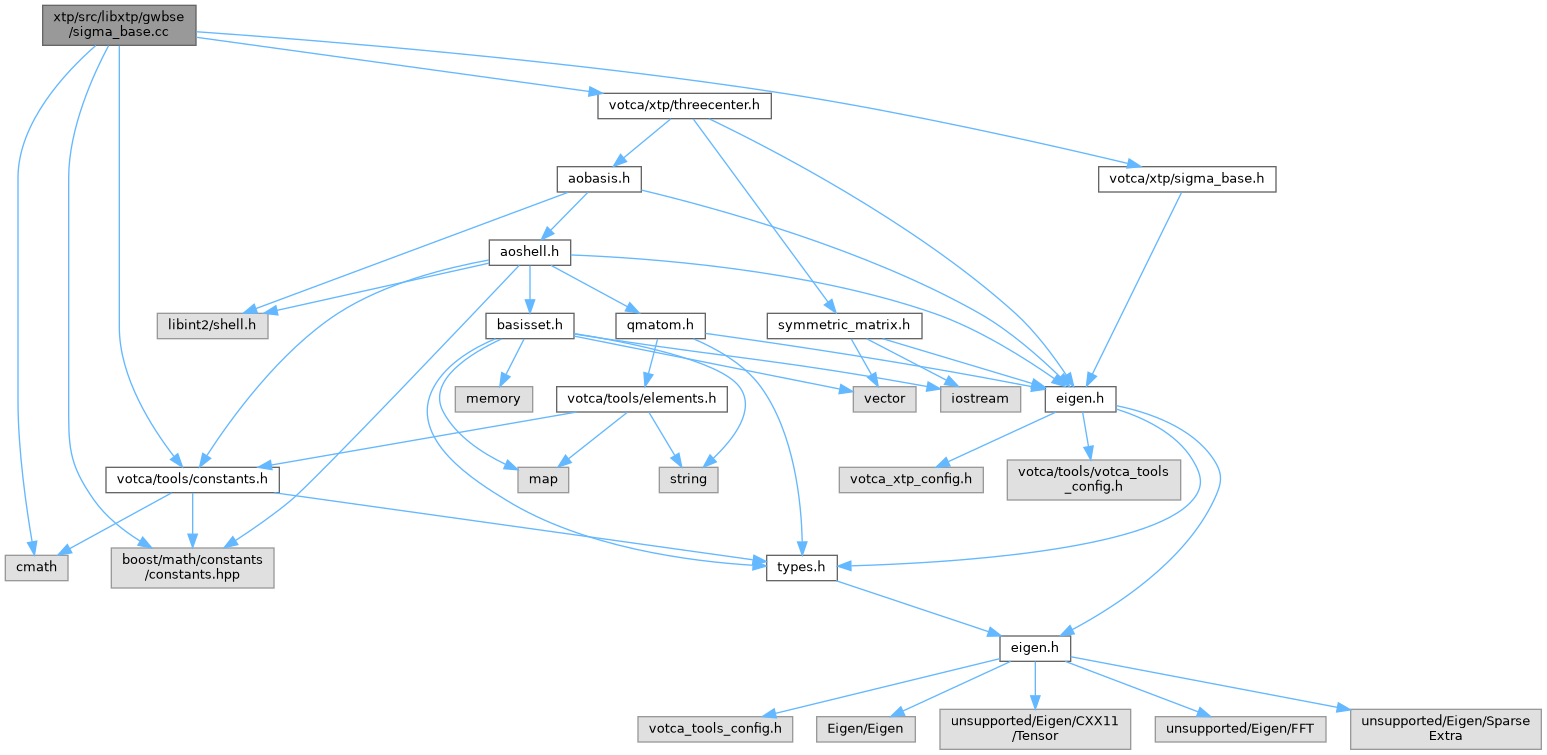 xtp/src/libxtp/gwbse
/sigma_base.cc
votca/xtp/threecenter.h
aobasis.h
votca/xtp/sigma_base.h
aoshell.h
libint2/shell.h
basisset.h
qmatom.h
symmetric_matrix.h
memory
votca/tools/elements.h
vector
iostream
eigen.h
votca/tools/constants.h
map
string
votca_xtp_config.h
votca/tools/votca_tools
_config.h
cmath
boost/math/constants
/constants.hpp
types.h
eigen.h
votca_tools_config.h
Eigen/Eigen
unsupported/Eigen/CXX11
/Tensor
unsupported/Eigen/FFT
unsupported/Eigen/Sparse
Extra